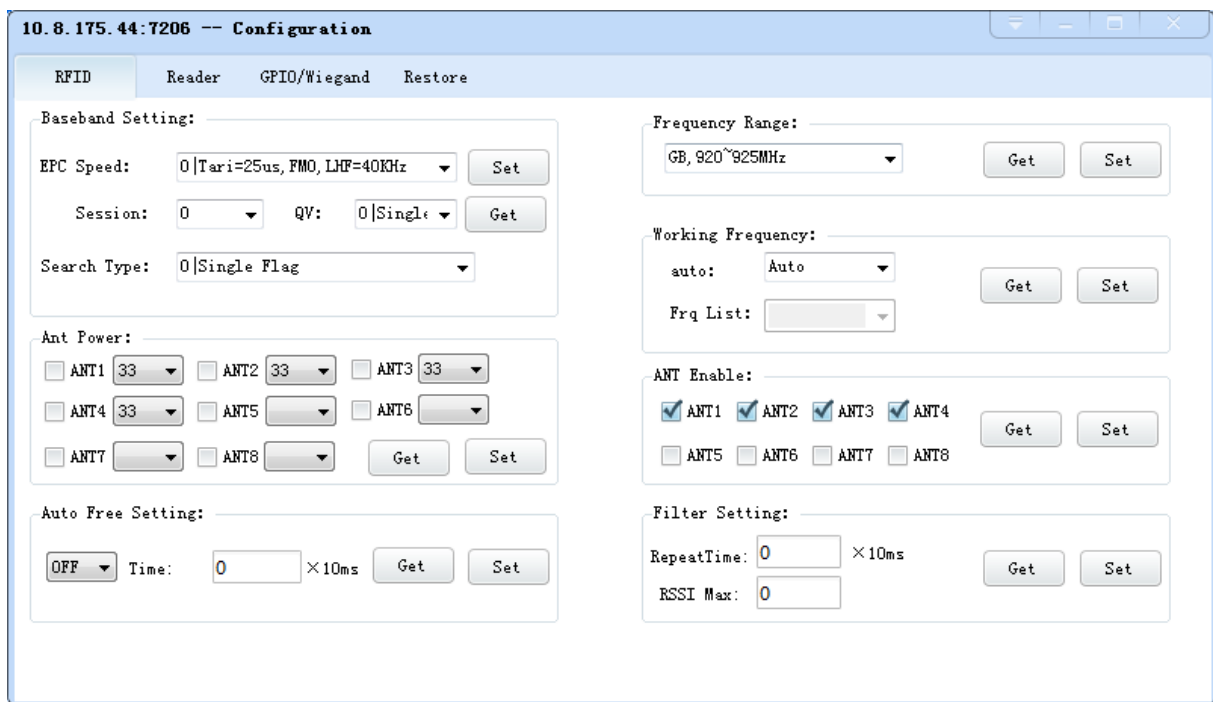 10.8.175.44:7206 -- Configuration
RFID Reader GPIO/Wiegand Restore
Baseband Setting:
EPC Speed: 0|Tari=25us,FM0,LHF=40KHz Set
Session: 0 QV: 0|Single Get
Search Type: 0|Single Flag
Ant Power:
ANT1 33 ANT2 33 ANT3 33
ANT4 33 ANT5 ANT6
ANT7 ANT8 Get Set
Auto Free Setting:
OFF Time: 0 ×10ms Get Set
Frequency Range:
GB,920~925MHz Get Set
Working Frequency:
auto: Auto
Get Set
Frq List:
ANT Enable:
ANT1 ANT2 ANT3 ANT4
Get Set
ANT5 ANT6 ANT7 ANT8
Filter Setting:
RepeatTime: 0 ×10ms
Get Set
RSSI Max: 0